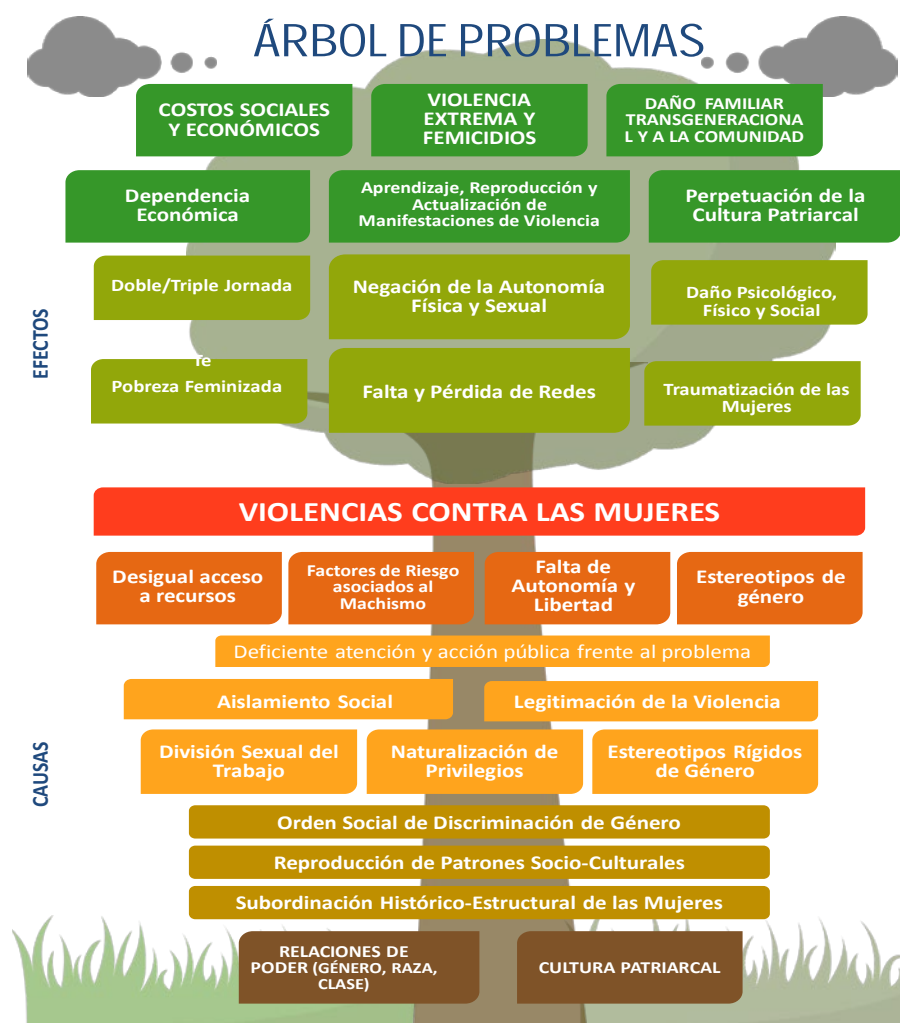 ÁRBOL DE PROBLEMAS
COSTOS SOCIALES
Y ECONÓMICOS
VIOLENCIA
EXTREMA Y
FEMICIDIOS
DAÑO FAMILIAR
TRANSGENERACIONA
L Y A LA COMUNIDAD
Dependencia
Económica
Aprendizaje, Reproducción y
Actualización de
Manifestaciones de Violencia
Perpetuación de la
Cultura Patriarcal
EFECTOS
Doble/Triple Jornada
Negación de la Autonomía
Física y Sexual
Daño Psicológico,
Físico y Social
Te
Pobreza Feminizada
Falta y Pérdida de Redes
Traumatización de las
Mujeres
VIOLENCIAS CONTRA LAS MUJERES
Desigual acceso
a recursos
Factores de Riesgo
asociados al
Machismo
Falta de
Autonomía y
Libertad
Estereotipos de
género
Deficiente atención y acción pública frente al problema
Aislamiento Social
Legitimación de la Violencia
CAUSAS
División Sexual del
Trabajo
Naturalización de
Privilegios
Estereotipos Rígidos
de Género
Orden Social de Discriminación de Género
Reproducción de Patrones Socio-Culturales
Subordinación Histórico-Estructural de las Mujeres
RELACIONES DE
PODER (GÉNERO, RAZA,
CLASE)
CULTURA PATRIARCAL